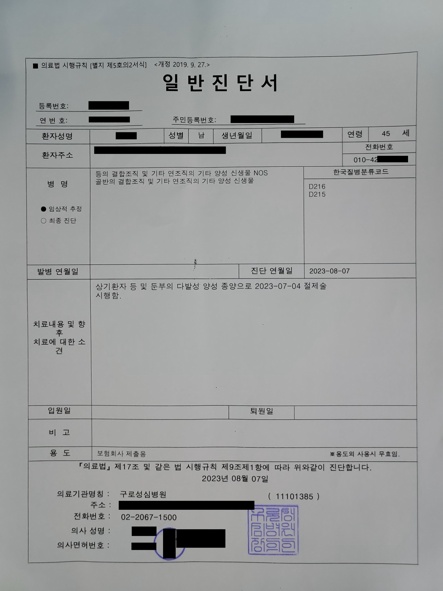 ■ 의료법 시행규칙 [별지 제5호의2서식] <개정 2019. 9. 27.>
일반진단서
등록번호:
연 번 호: 주민등록번호:
환자성명 성별 남 생년월일 연령 45 세
환자주소 전화번호
010-42
병 명 등의 결합조직 및 기타 연조직의 기타 양성 신생물 NOS 한국질병분류코드
골반의 결합조직 및 기타 연조직의 기타 양성 신생물 D216
D215
● 임상적 추정
○ 최종 진단
발병 연월일 진단 연월일 2023-08-07
상기환자 등 및 둔부의 다발성 양성 종양으로 2023-07-04 절제술
시행함.
치료내용 및 향
후
치료에 대한 소
견
입원일 퇴원일
비 고
용 도 보험회사 제출용 ※용도외 사용시 무효임.
「의료법」 제17조 및 같은 법 시행규칙 제9조제1항에 따라 위와같이 진단합니다.
2023년 08월 07일
의료기관명칭 : 구로성심병원 ( 11101385 )
주소 :
전화번호 : 02-2067-1500
의사 성명 :
의사면허번호 :